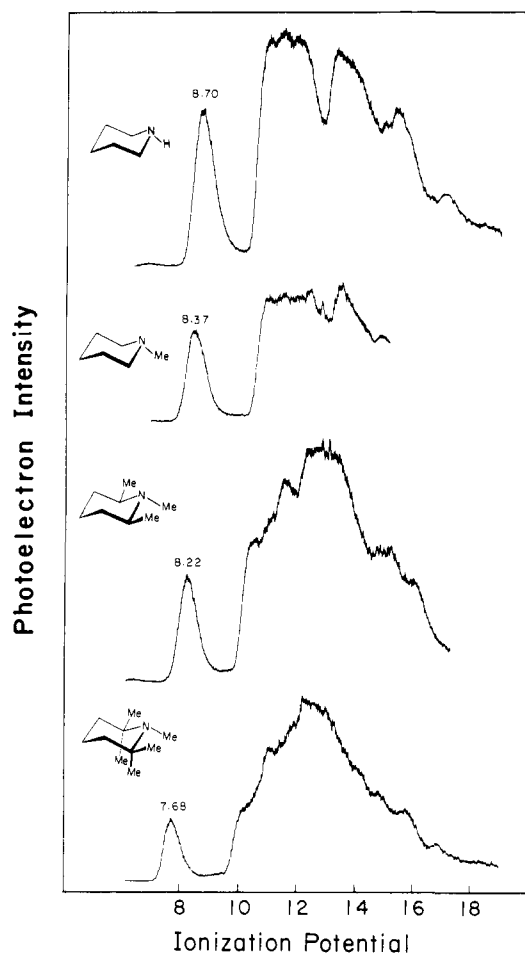 Photoelectron Intensity
8.70
N
H
8.37
N
Me
Me
N
Me
Me
8.22
Me
N
Me
Me
Me
Me
7.68
8 10 12 14 16 18
Ionization Potential